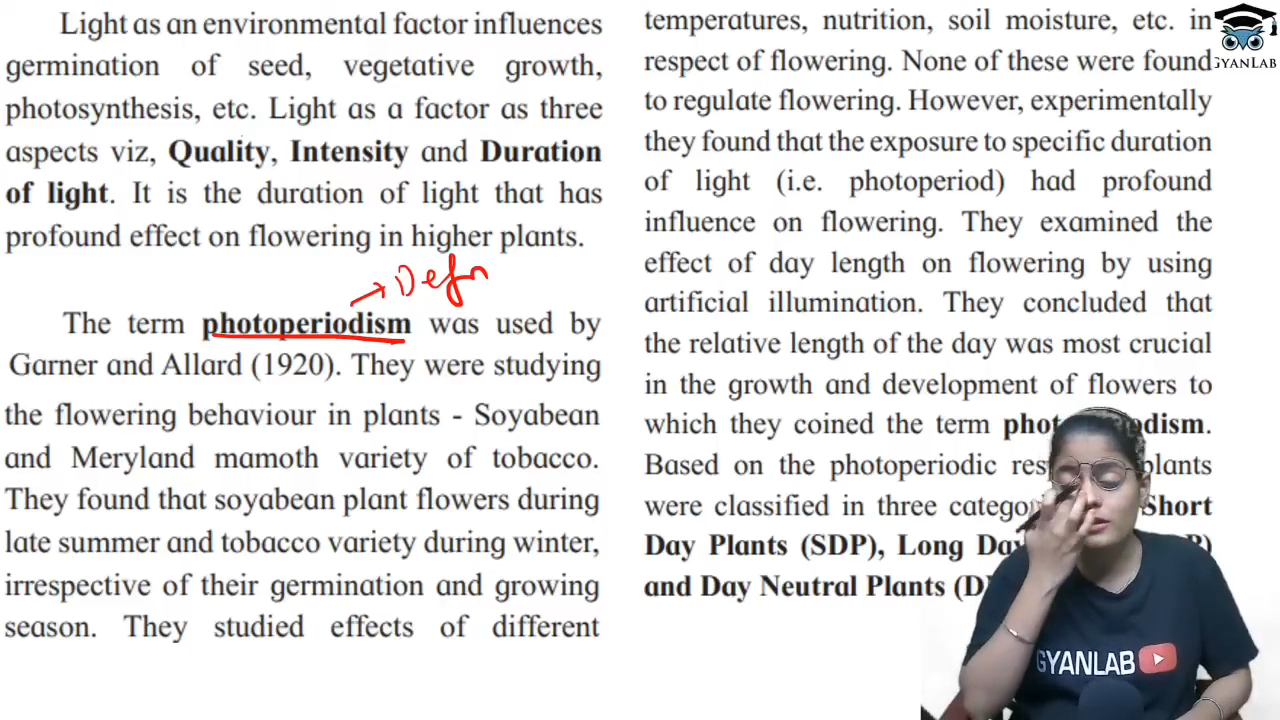 Light as an environmental factor influences
germination of seed, vegetative growth,
photosynthesis, etc. Light as a factor as three
aspects viz, Quality, Intensity and Duration
of light. It is the duration of light that has
profound effect on flowering in higher plants.
→ Defn
The term photoperiodism was used by
Garner and Allard (1920). They were studying
the flowering behaviour in plants - Soyabean
and Meryland mamoth variety of tobacco.
They found that soyabean plant flowers during
late summer and tobacco variety during winter,
irrespective of their germination and growing
season. They studied effects of different
temperatures, nutrition, soil moisture, etc. in
respect of flowering. None of these were found
to regulate flowering. However, experimentally
they found that the exposure to specific duration
of light (i.e. photoperiod) had profound
influence on flowering. They examined the
effect of day length on flowering by using
artificial illumination. They concluded that
the relative length of the day was most crucial
in the growth and development of flowers to
which they coined the term
Based on the photoperiodic plants
were classified in three Short
Day Plants (SDP), Long
and Day Neutral Plants
GYANLAB
GYANLAB